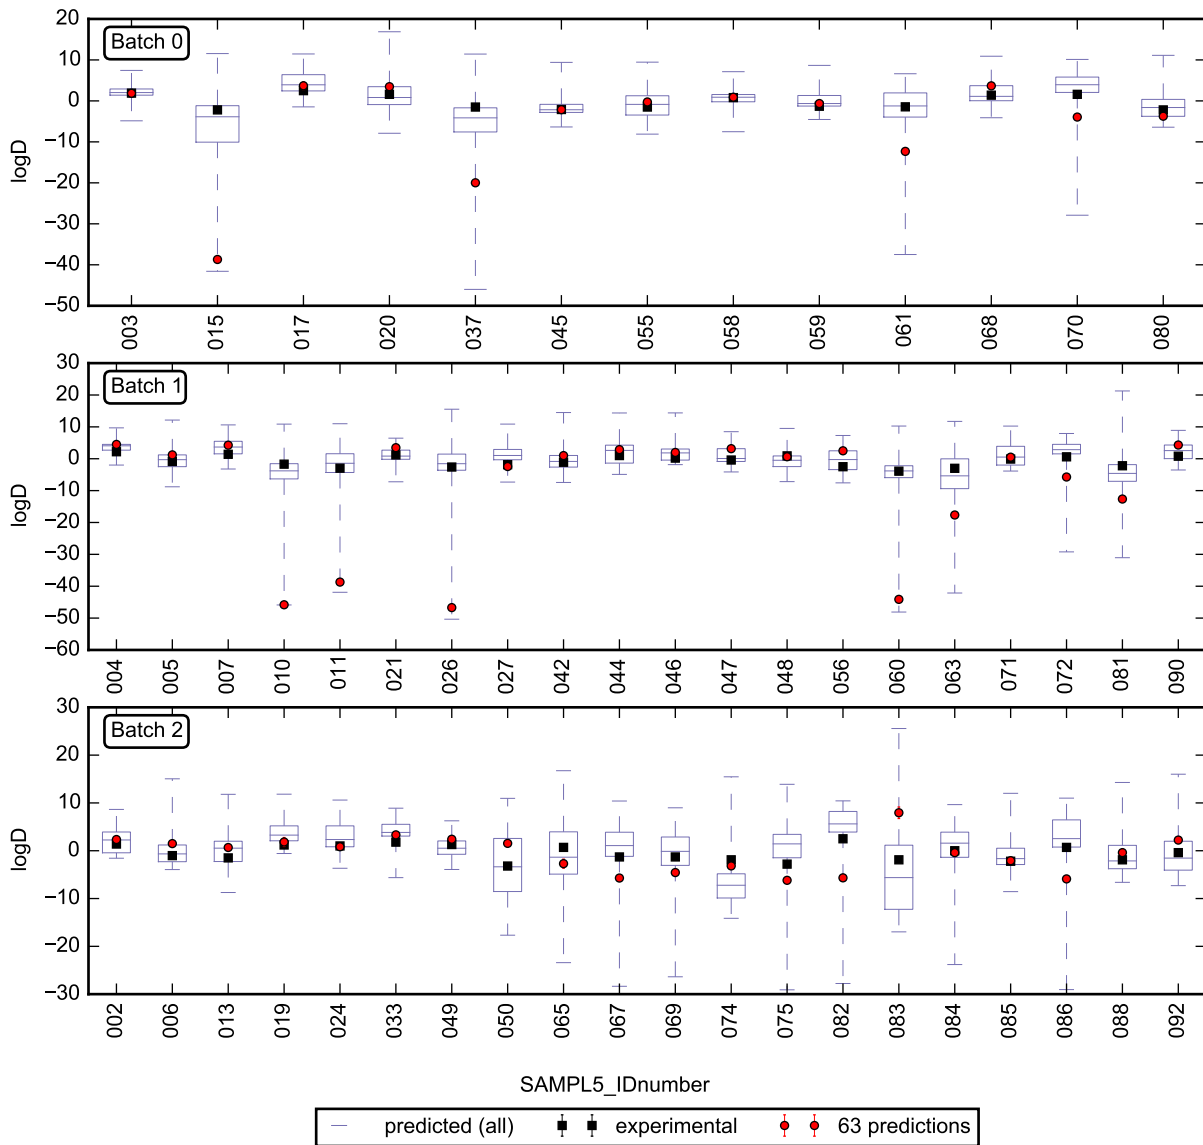 20
Batch 0
10
0
−10
−20
−30
−40
−50
logD
003 015 017 020 037 045 055 058 059 061 068 070 080
30
Batch 1
20
10
0
−10
−20
−30
−40
−50
−60
logD
004 005 007 010 011 021 026 027 042 044 046 047 048 056 060 063 071 072 081 090
30
Batch 2
20
10
0
−10
−20
−30
logD
002 006 013 019 024 033 049 050 065 067 069 074 075 082 083 084 085 086 088 092
SAMPL5_IDnumber
predicted (all) experimental 63 predictions